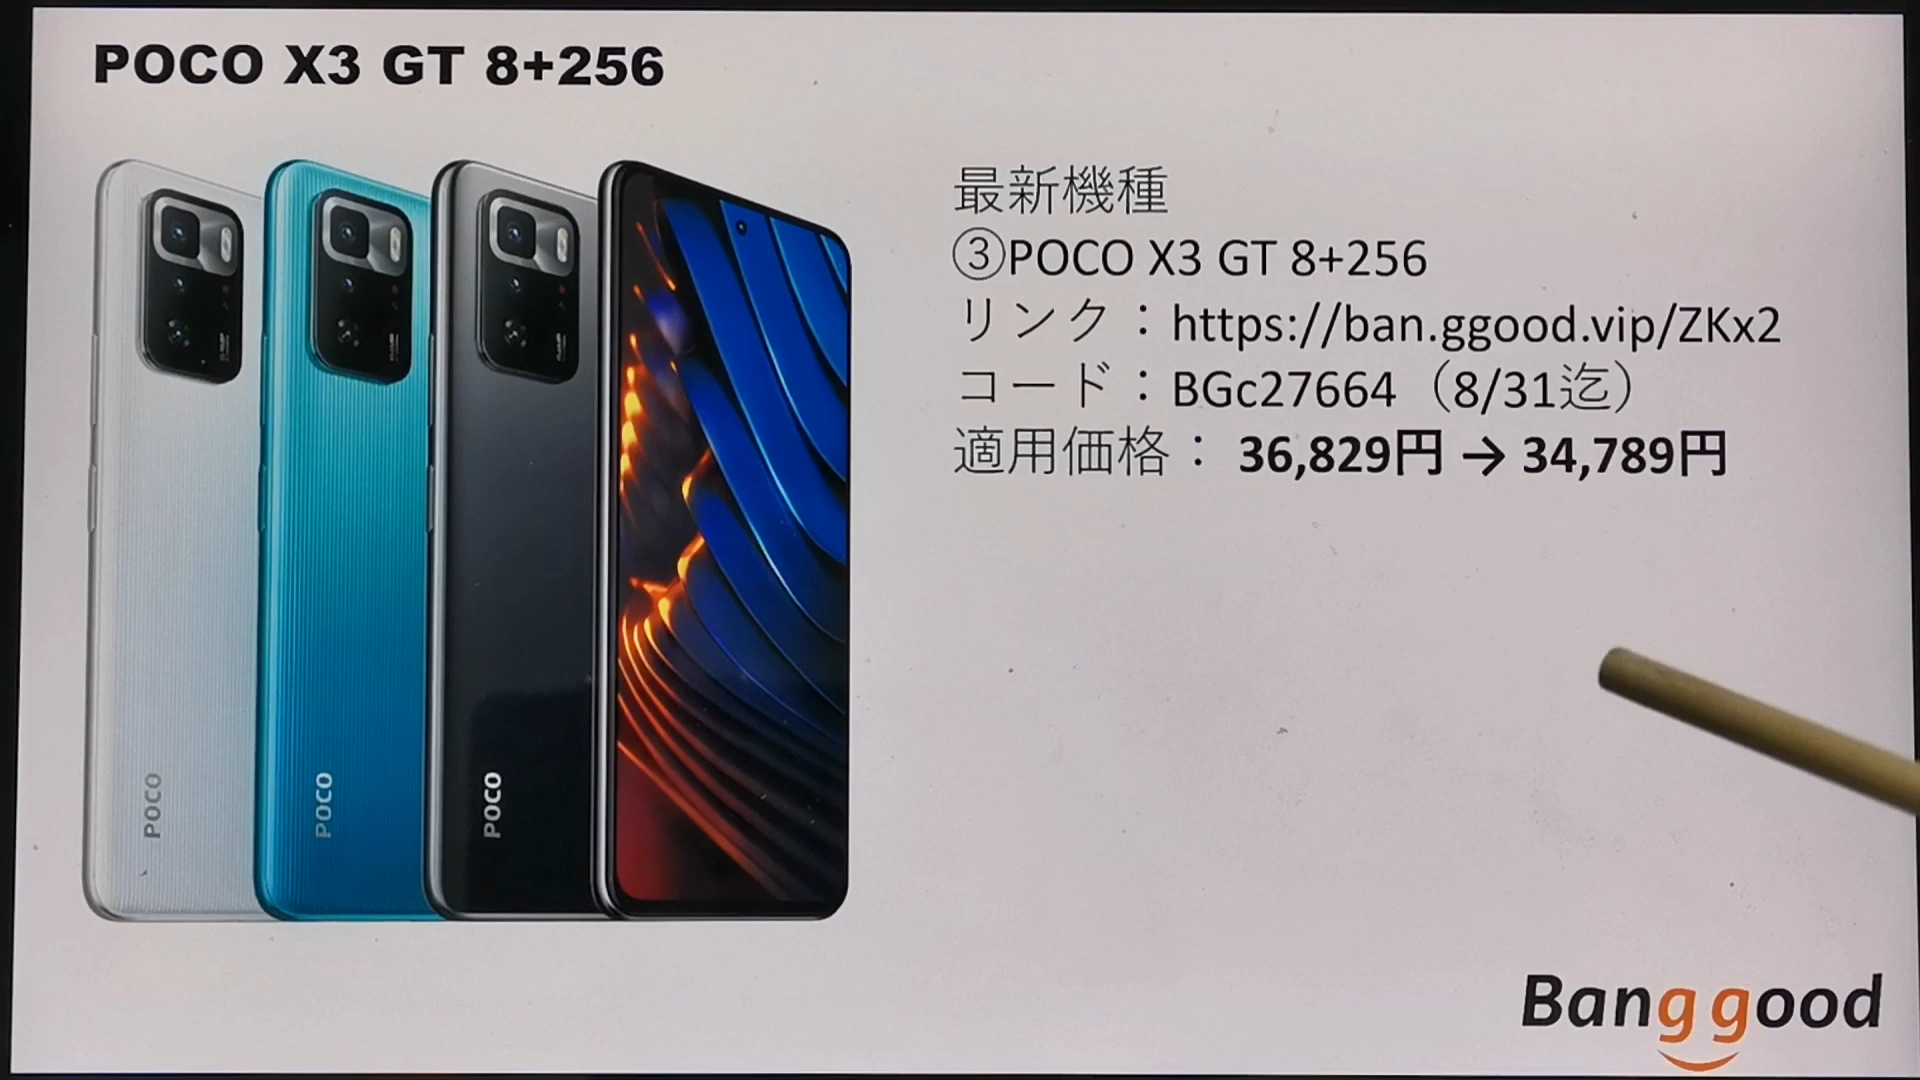 POCO X3 GT 8+256
最新機種
③POCO X3 GT 8+256
リンク：https://ban.ggood.vip/ZKx2
コード：BGc27664（8/31迄）
適用価格： 36,829円 → 34,789円
POCO
POCO
POCO
Banggood